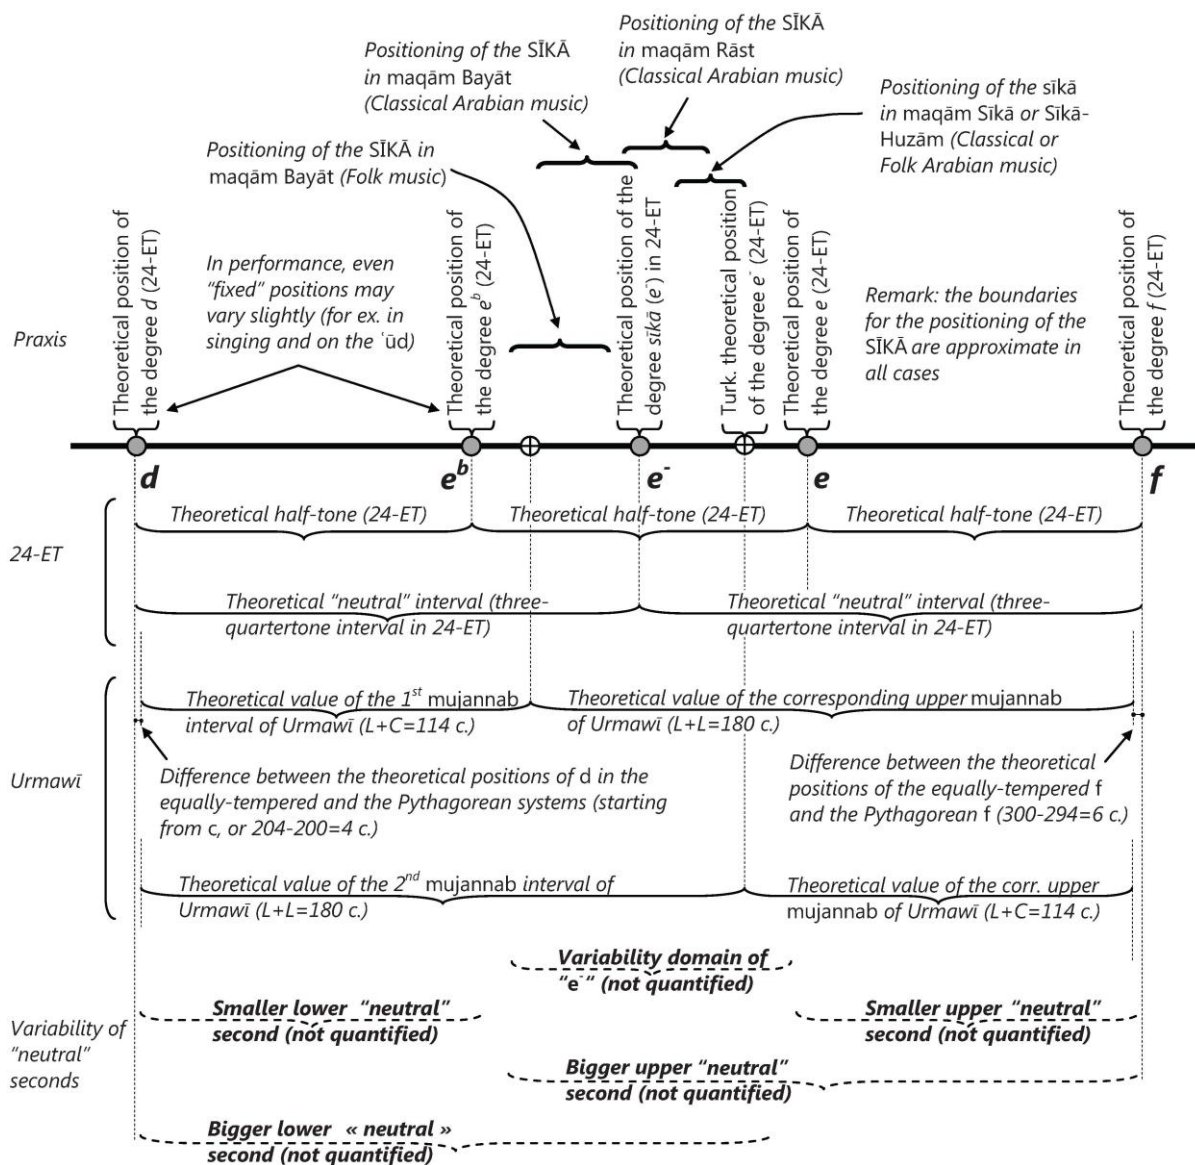 Positioning of the SĪKĀ
in maqām Bayāt
(Classical Arabian music)
Positioning of the SĪKĀ
in maqām Rāst
(Classical Arabian music)
Positioning of the sīkā
in maqām Sīkā or Sīkā-
Huzām (Classical or
Folk Arabian music)
Positioning of the SĪKĀ in
maqām Bayāt (Folk music)
Praxis
In performance, even
"fixed" positions may
vary slightly (for ex. in
singing and on the ʿūd)
Theoretical position of
the degree d (24-ET)
Theoretical position of
the degree eᵇ (24-ET)
Theoretical position of the
degree sīkā (e⁻) in 24-ET
Turk. theoretical position
of the degree e⁻ (24-ET)
Theoretical position of
the degree e (24-ET)
Theoretical position of
the degree f (24-ET)
Remark: the boundaries
for the positioning of the
SĪKĀ are approximate in
all cases
d eᵇ e⁻ e f
24-ET
Theoretical half-tone (24-ET)
Theoretical half-tone (24-ET)
Theoretical half-tone (24-ET)
Theoretical "neutral" interval (three-
quartertone interval in 24-ET)
Theoretical "neutral" interval (three-
quartertone interval in 24-ET)
Urmawī
Theoretical value of the 1ˢᵗ mujannab
interval of Urmawī (L+C=114 c.)
Theoretical value of the corresponding upper mujannab
of Urmawī (L+L=180 c.)
Difference between the theoretical positions of d in the
equally-tempered and the Pythagorean systems (starting
from c, or 204-200=4 c.)
Difference between the theoretical
positions of the equally-tempered f
and the Pythagorean f (300-294=6 c.)
Theoretical value of the 2ⁿᵈ mujannab interval of
Urmawī (L+L=180 c.)
Theoretical value of the corr. upper
mujannab of Urmawī (L+C=114 c.)
Variability of
"neutral"
seconds
Variability domain of
"e⁻" (not quantified)
Smaller lower "neutral"
second (not quantified)
Smaller upper "neutral"
second (not quantified)
Bigger upper "neutral"
second (not quantified)
Bigger lower « neutral »
second (not quantified)